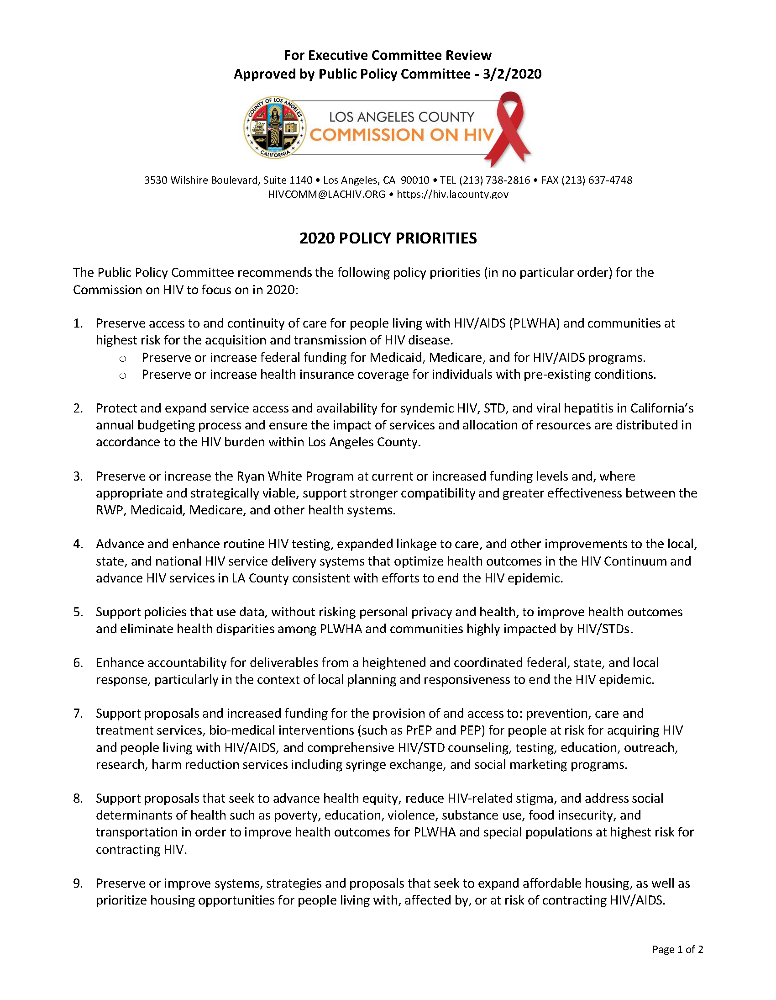 For Executive Committee Review
Approved by Public Policy Committee - 3/2/2020
COUNTY OF LOS ANGELES
CALIFORNIA
LOS ANGELES COUNTY
COMMISSION ON HIV
3530 Wilshire Boulevard, Suite 1140 • Los Angeles, CA  90010 • TEL (213) 738-2816 • FAX (213) 637-4748
HIVCOMM@LACHIV.ORG • https://hiv.lacounty.gov
2020 POLICY PRIORITIES
The Public Policy Committee recommends the following policy priorities (in no particular order) for the
Commission on HIV to focus on in 2020:
1. Preserve access to and continuity of care for people living with HIV/AIDS (PLWHA) and communities at
highest risk for the acquisition and transmission of HIV disease.
o Preserve or increase federal funding for Medicaid, Medicare, and for HIV/AIDS programs.
o Preserve or increase health insurance coverage for individuals with pre-existing conditions.
2. Protect and expand service access and availability for syndemic HIV, STD, and viral hepatitis in California’s
annual budgeting process and ensure the impact of services and allocation of resources are distributed in
accordance to the HIV burden within Los Angeles County.
3. Preserve or increase the Ryan White Program at current or increased funding levels and, where
appropriate and strategically viable, support stronger compatibility and greater effectiveness between the
RWP, Medicaid, Medicare, and other health systems.
4. Advance and enhance routine HIV testing, expanded linkage to care, and other improvements to the local,
state, and national HIV service delivery systems that optimize health outcomes in the HIV Continuum and
advance HIV services in LA County consistent with efforts to end the HIV epidemic.
5. Support policies that use data, without risking personal privacy and health, to improve health outcomes
and eliminate health disparities among PLWHA and communities highly impacted by HIV/STDs.
6. Enhance accountability for deliverables from a heightened and coordinated federal, state, and local
response, particularly in the context of local planning and responsiveness to end the HIV epidemic.
7. Support proposals and increased funding for the provision of and access to: prevention, care and
treatment services, bio-medical interventions (such as PrEP and PEP) for people at risk for acquiring HIV
and people living with HIV/AIDS, and comprehensive HIV/STD counseling, testing, education, outreach,
research, harm reduction services including syringe exchange, and social marketing programs.
8. Support proposals that seek to advance health equity, reduce HIV-related stigma, and address social
determinants of health such as poverty, education, violence, substance use, food insecurity, and
transportation in order to improve health outcomes for PLWHA and special populations at highest risk for
contracting HIV.
9. Preserve or improve systems, strategies and proposals that seek to expand affordable housing, as well as
prioritize housing opportunities for people living with, affected by, or at risk of contracting HIV/AIDS.
Page 1 of 2